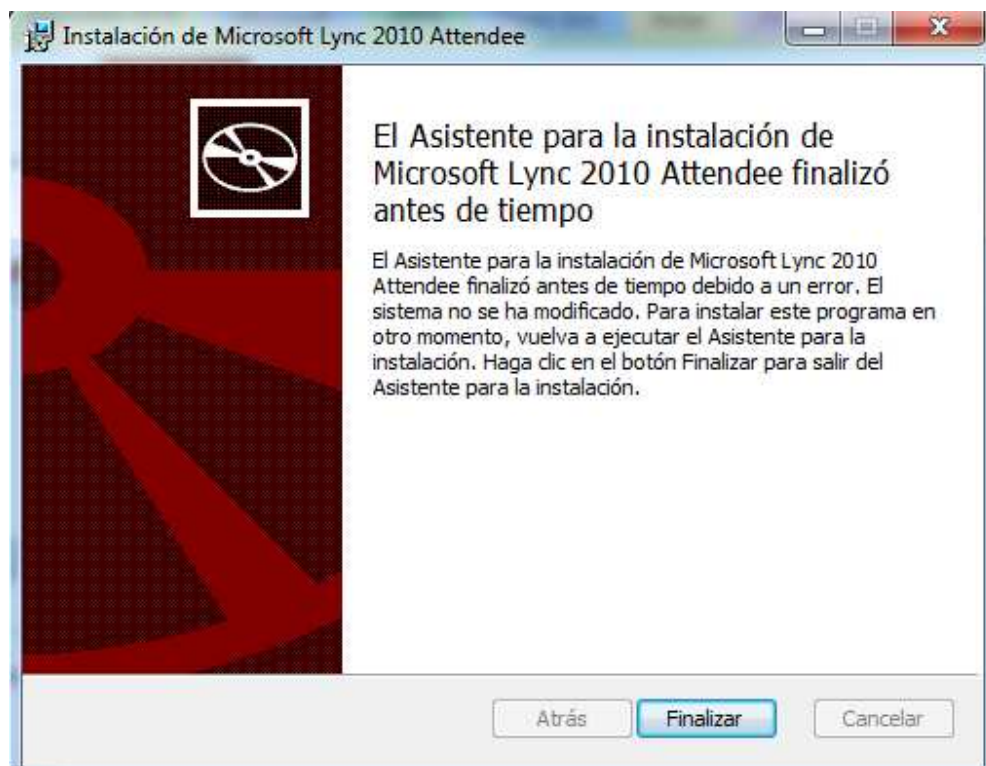 Instalación de Microsoft Lync 2010 Attendee
El Asistente para la instalación de
Microsoft Lync 2010 Attendee finalizó
antes de tiempo
El Asistente para la instalación de Microsoft Lync 2010
Attendee finalizó antes de tiempo debido a un error. El
sistema no se ha modificado. Para instalar este programa en
otro momento, vuelva a ejecutar el Asistente para la
instalación. Haga clic en el botón Finalizar para salir del
Asistente para la instalación.
Atrás
Finalizar
Cancelar